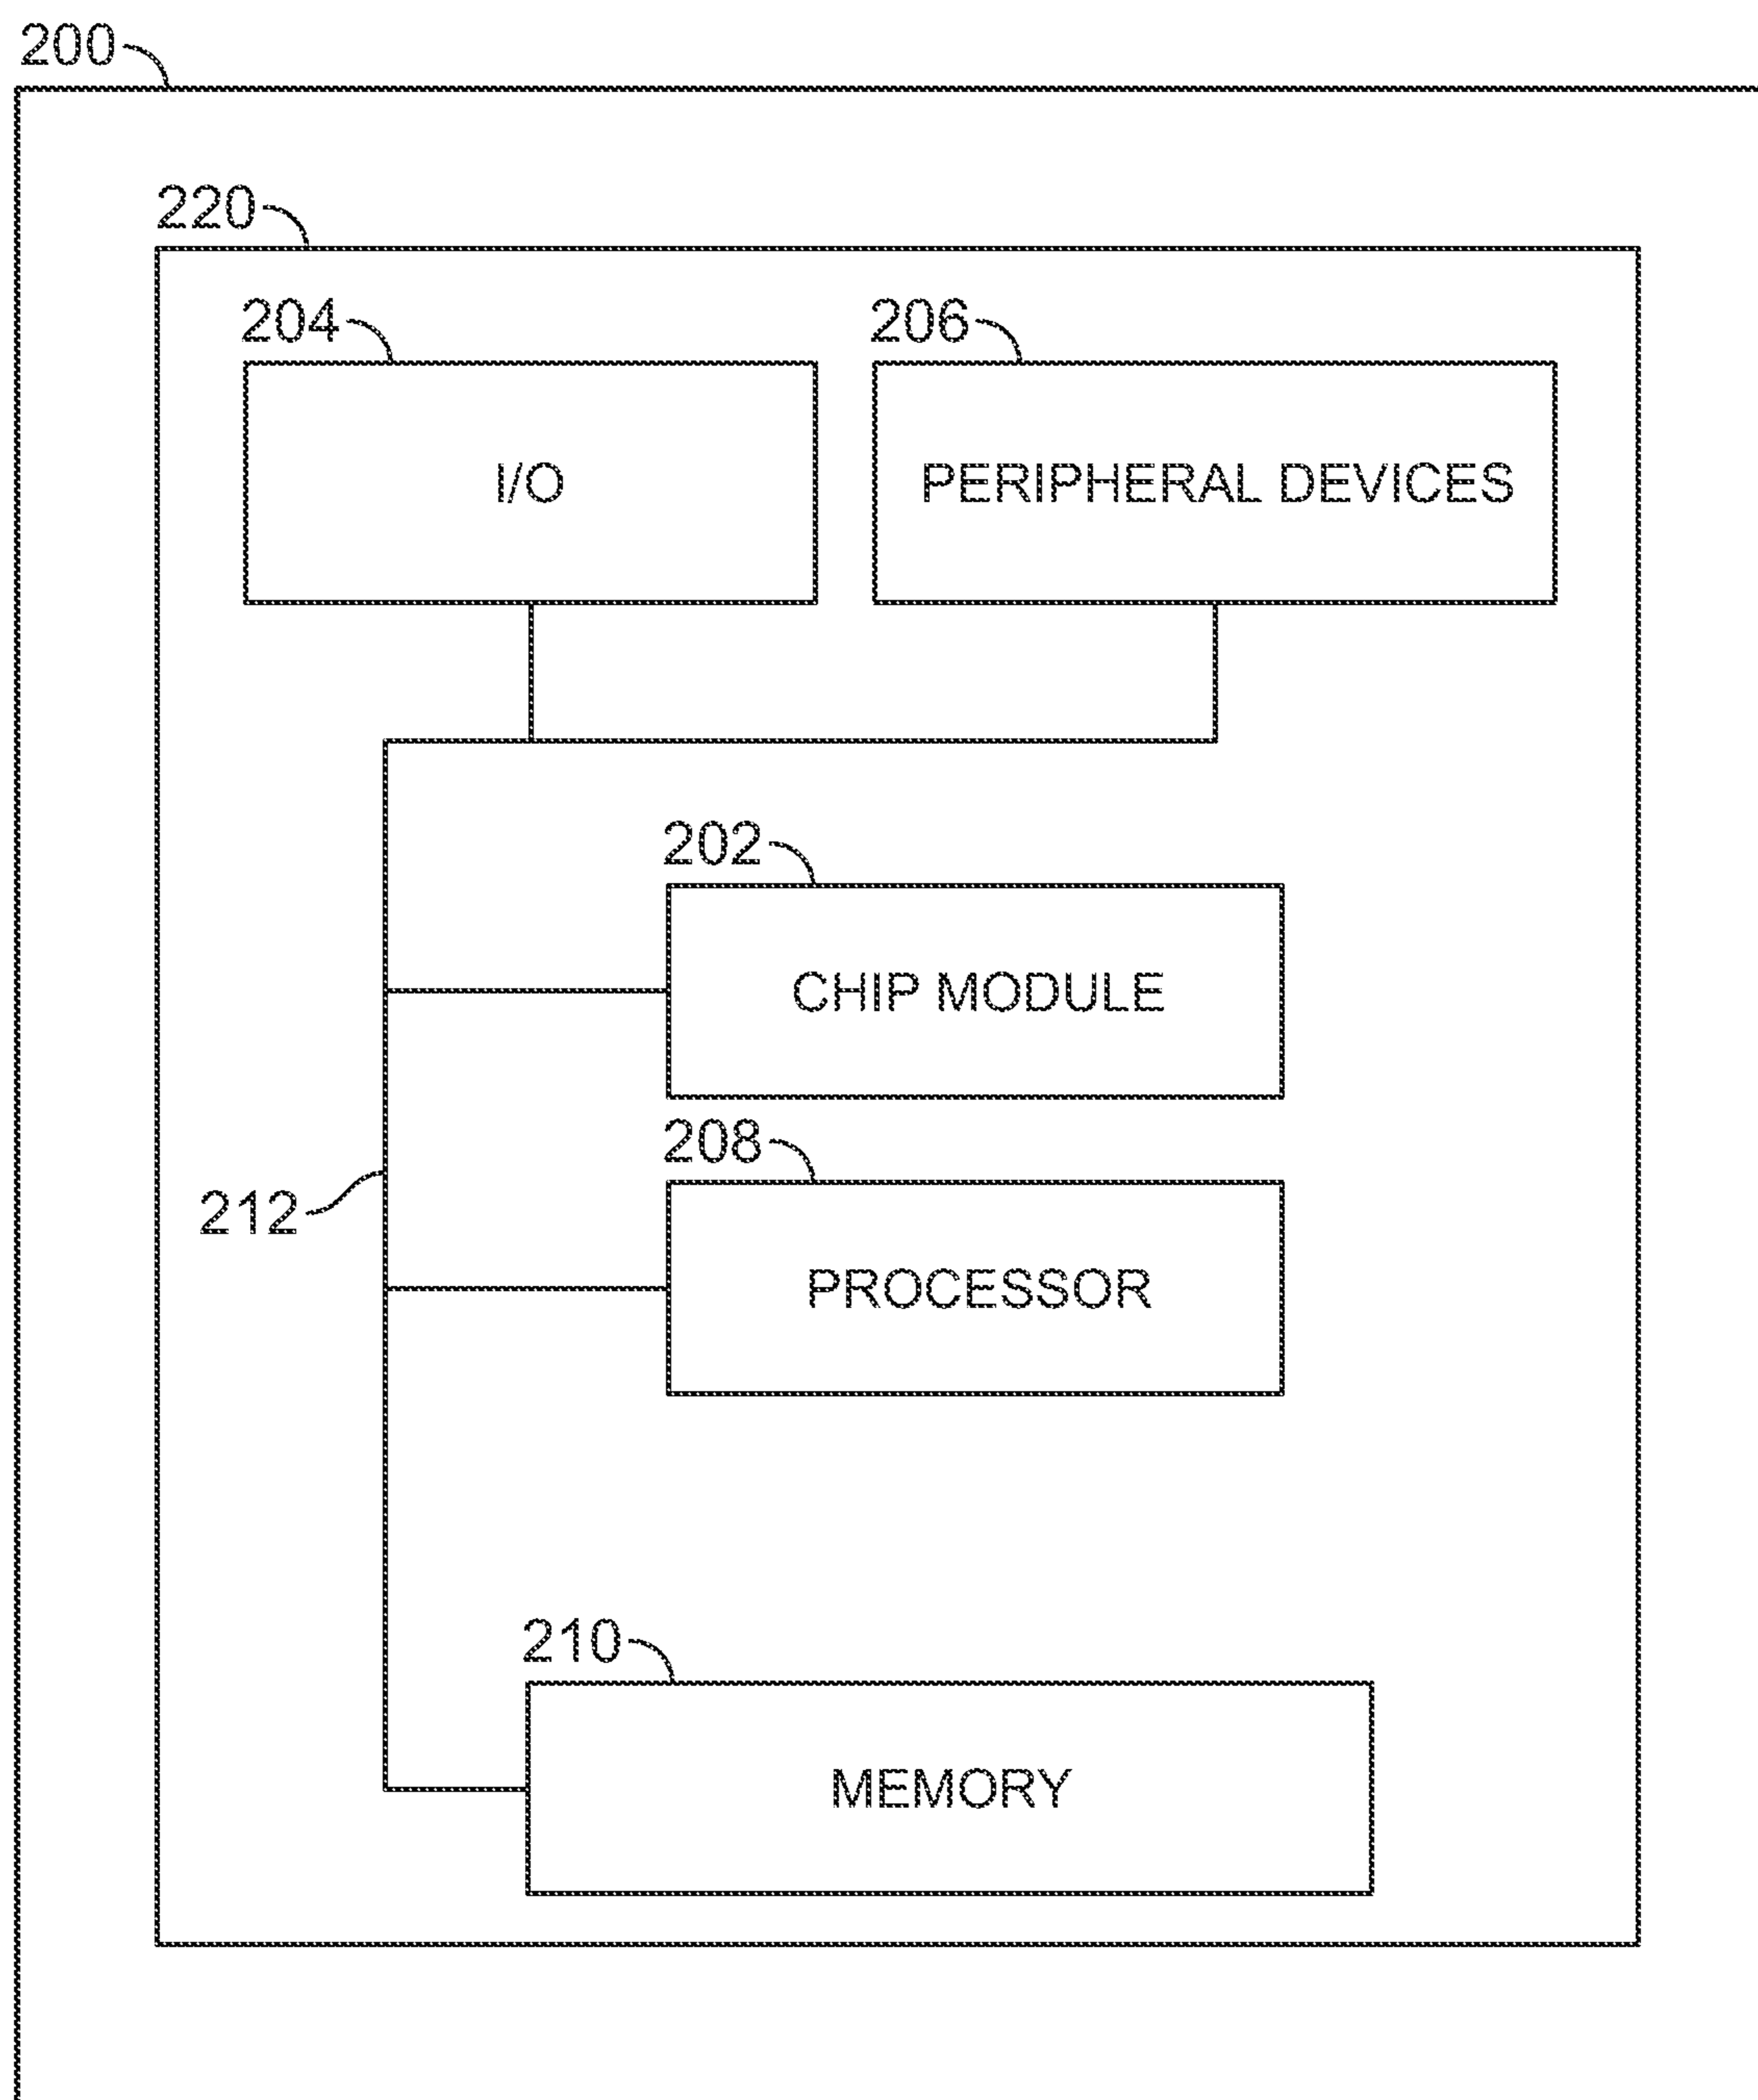 200
220
204
206
I/O
PERIPHERAL DEVICES
202
CHIP MODULE
208
212
PROCESSOR
210
MEMORY